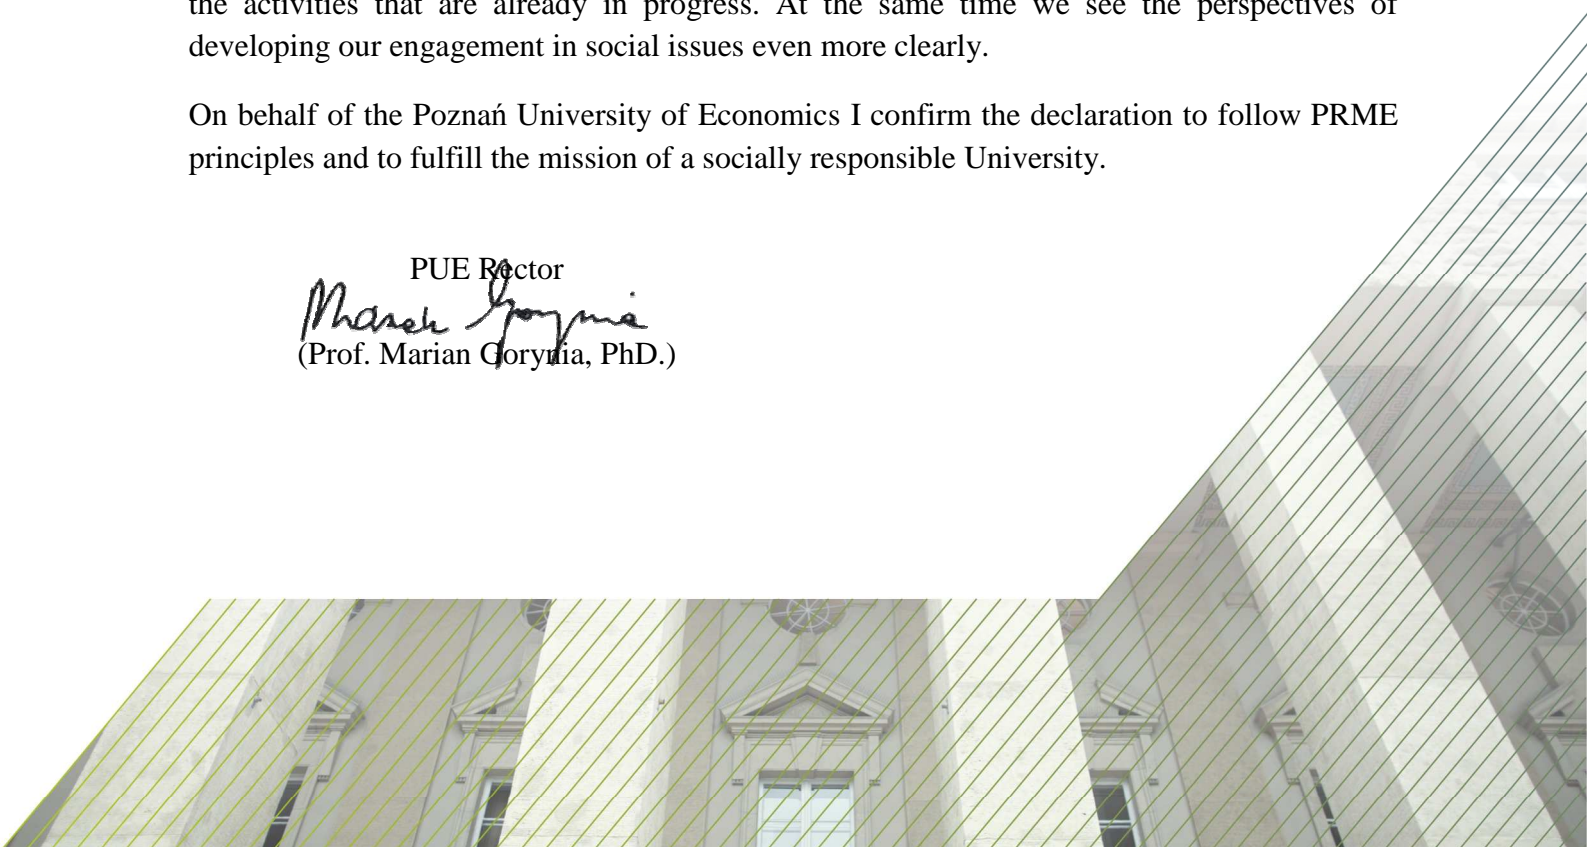 the activities that are already in progress. At the same time we see the perspectives of
developing our engagement in social issues even more clearly.
On behalf of the Poznań University of Economics I confirm the declaration to follow PRME
principles and to fulfill the mission of a socially responsible University.
PUE Rector
(Prof. Marian Gorynia, PhD.)